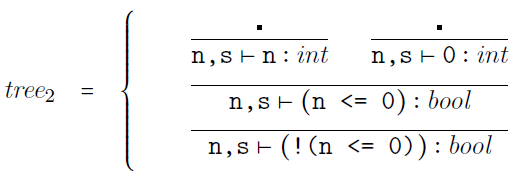 n,s ⊢ n : int    n,s ⊢ 0 : int
tree₂ = { n,s ⊢ (n <= 0) : bool
n,s ⊢ (!(n <= 0)) : bool